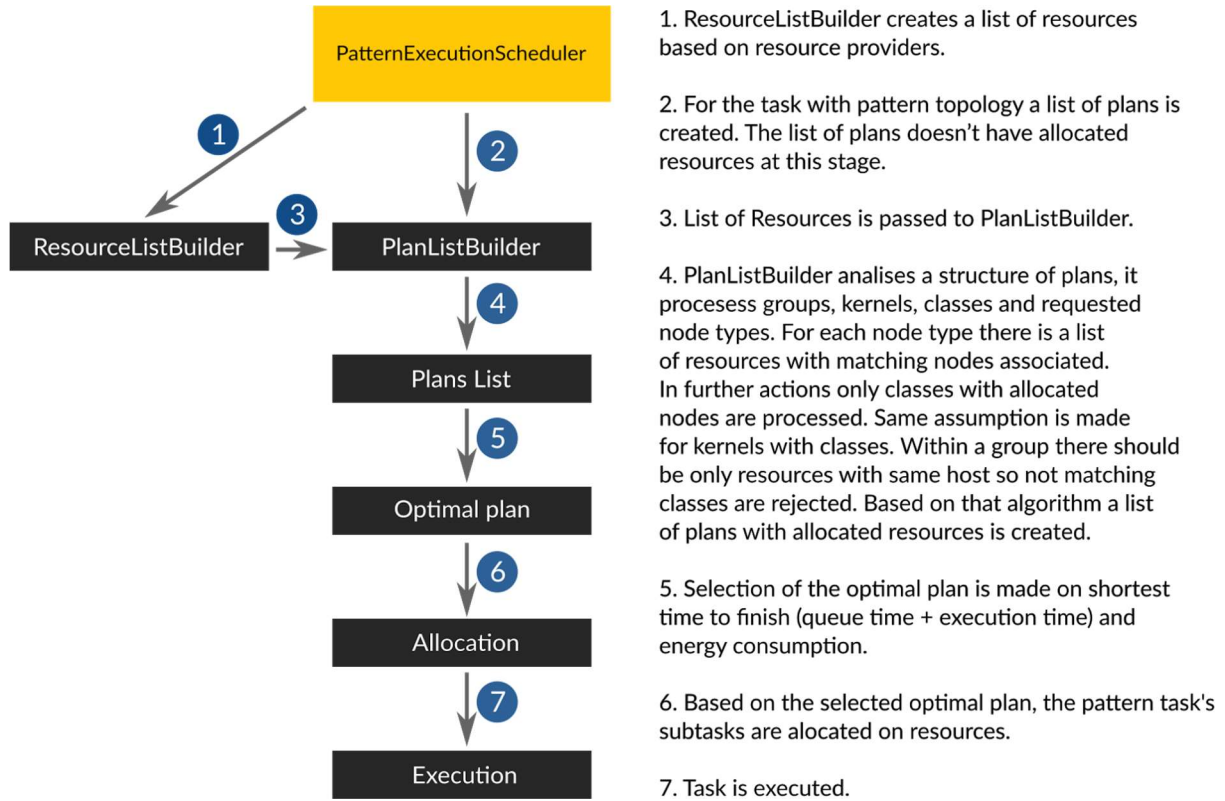 PatternExecutionScheduler
1
2
3
ResourceListBuilder
PlanListBuilder
4
Plans List
5
Optimal plan
6
Allocation
7
Execution
1. ResourceListBuilder creates a list of resources
based on resource providers.
2. For the task with pattern topology a list of plans is
created. The list of plans doesn't have allocated
resources at this stage.
3. List of Resources is passed to PlanListBuilder.
4. PlanListBuilder analises a structure of plans, it
procesess groups, kernels, classes and requested
node types. For each node type there is a list
of resources with matching nodes associated.
In further actions only classes with allocated
nodes are processed. Same assumption is made
for kernels with classes. Within a group there should
be only resources with same host so not matching
classes are rejected. Based on that algorithm a list
of plans with allocated resources is created.
5. Selection of the optimal plan is made on shortest
time to finish (queue time + execution time) and
energy consumption.
6. Based on the selected optimal plan, the pattern task's
subtasks are alocated on resources.
7. Task is executed.